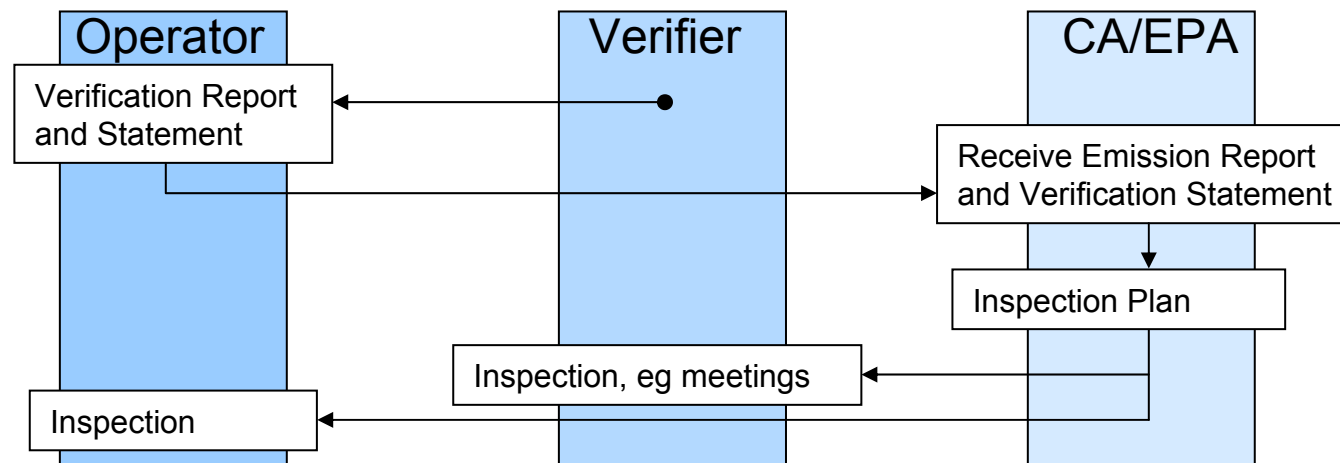 Operator
Verifier
CA/EPA
Verification Report
and Statement
Receive Emission Report
and Verification Statement
Inspection Plan
Inspection, eg meetings
Inspection